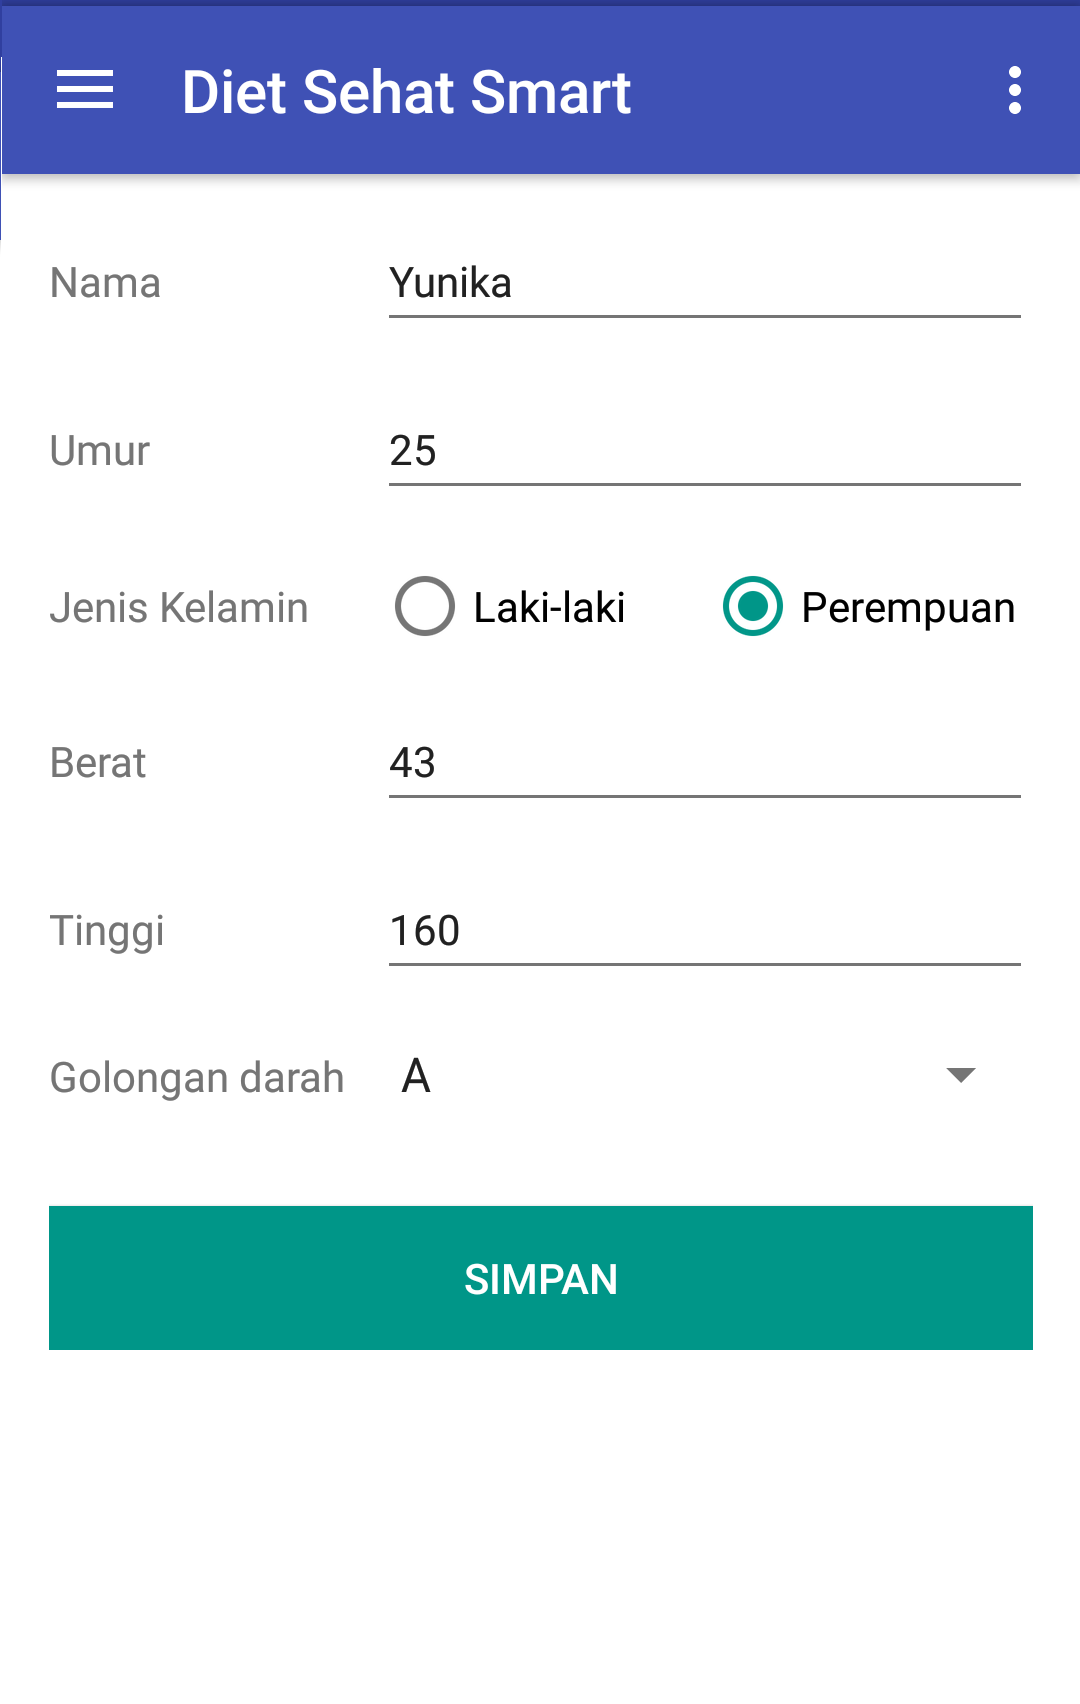 Diet Sehat Smart
Nama Yunika
Umur 25
Jenis Kelamin Laki-laki Perempuan
Berat 43
Tinggi 160
Golongan darah A
SIMPAN